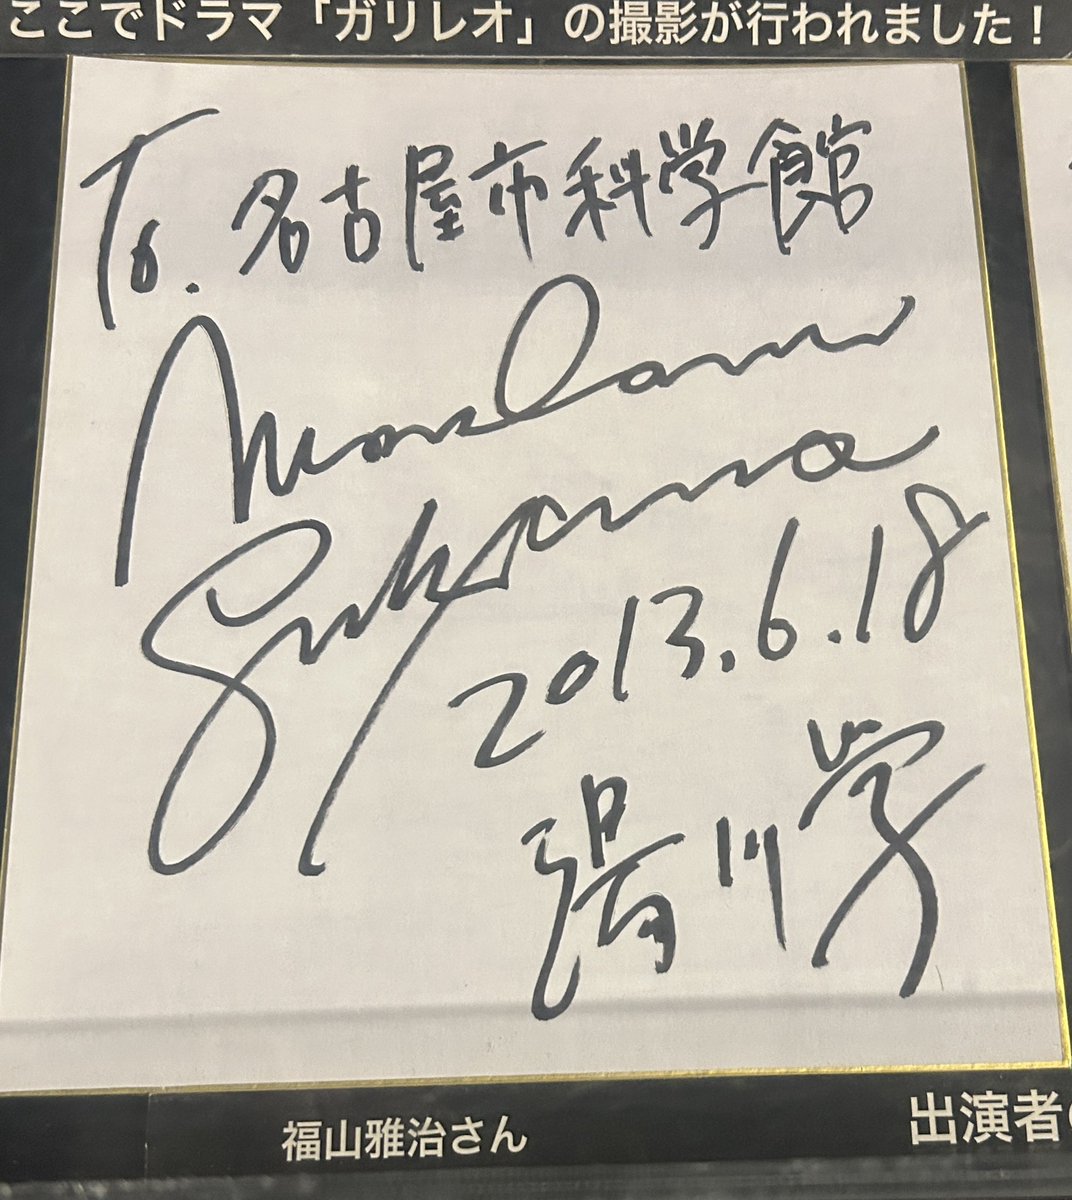 ここでドラマ「ガリレオ」の撮影が行われました！
To. 名古屋市科学館
2013.6.18
湯川学
福山雅治さん
出演者